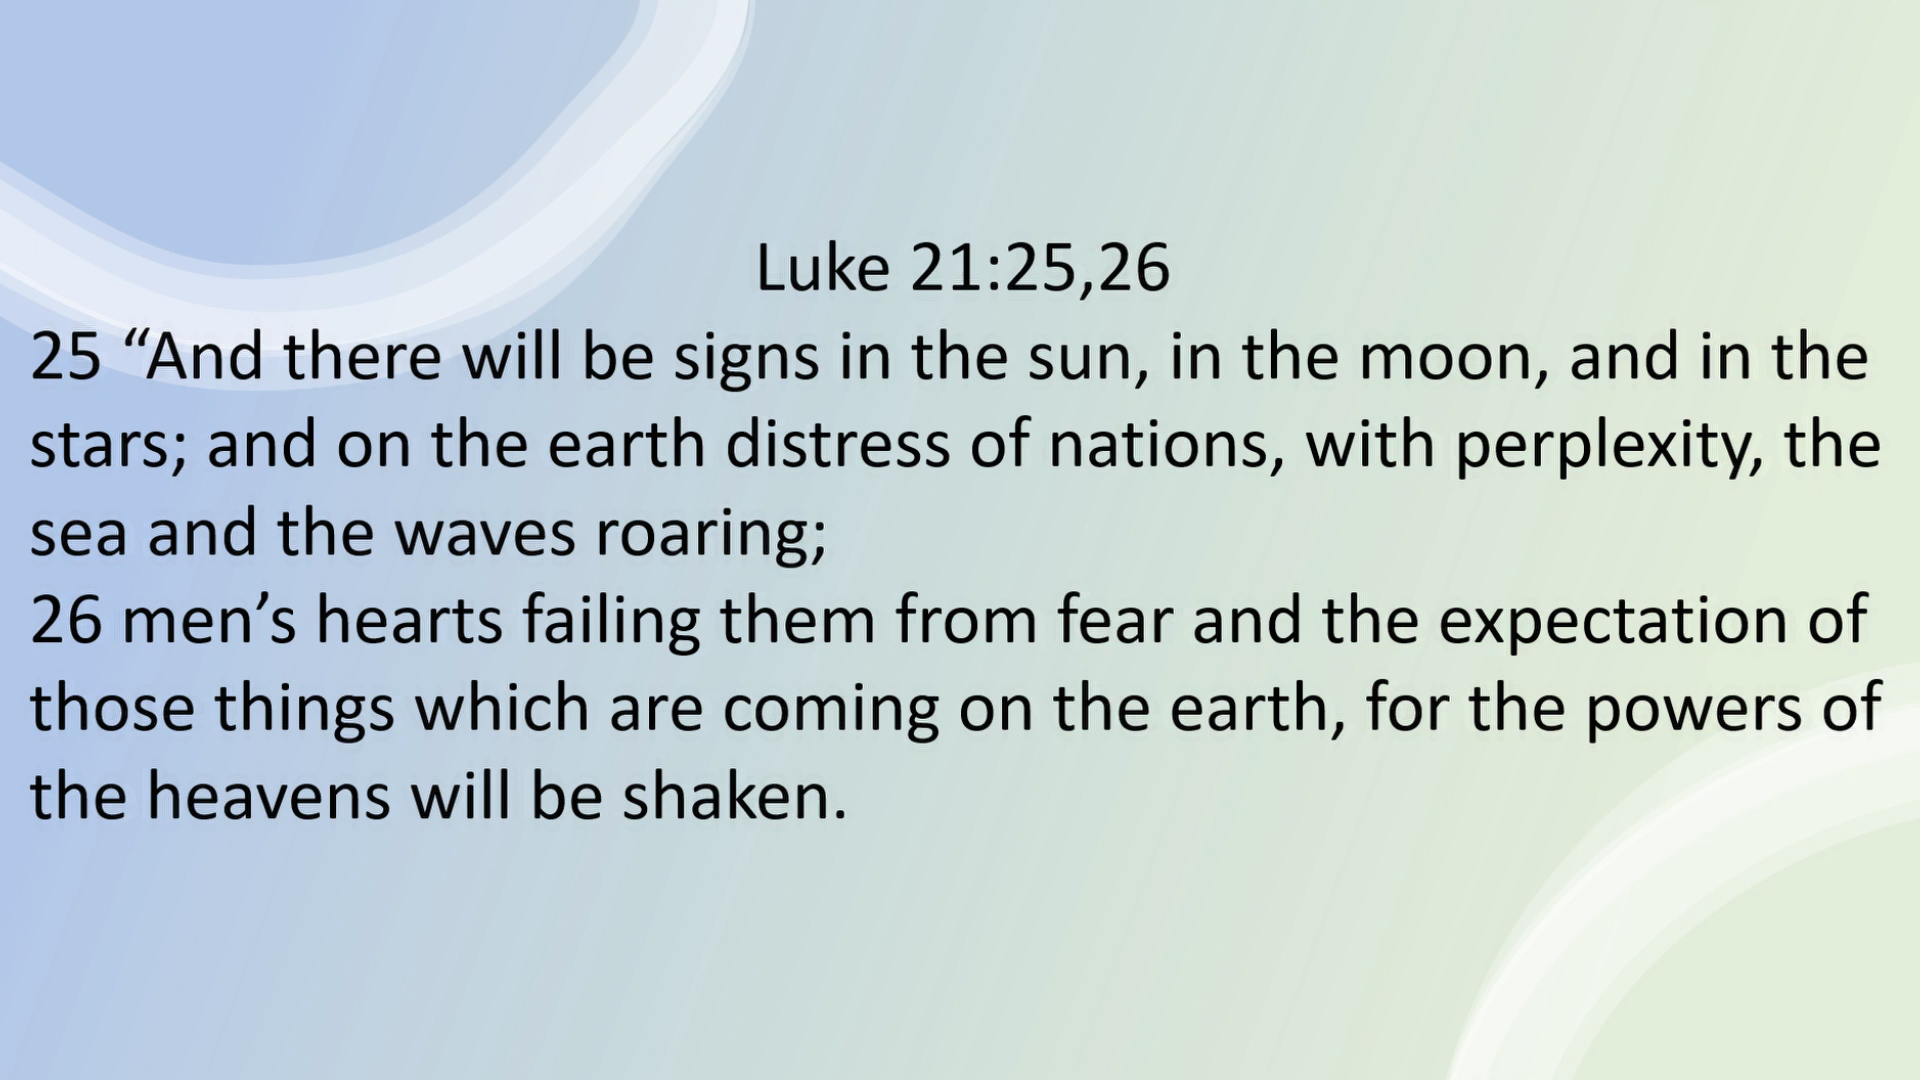 Luke 21:25,26
25 “And there will be signs in the sun, in the moon, and in the
stars; and on the earth distress of nations, with perplexity, the
sea and the waves roaring;
26 men’s hearts failing them from fear and the expectation of
those things which are coming on the earth, for the powers of
the heavens will be shaken.